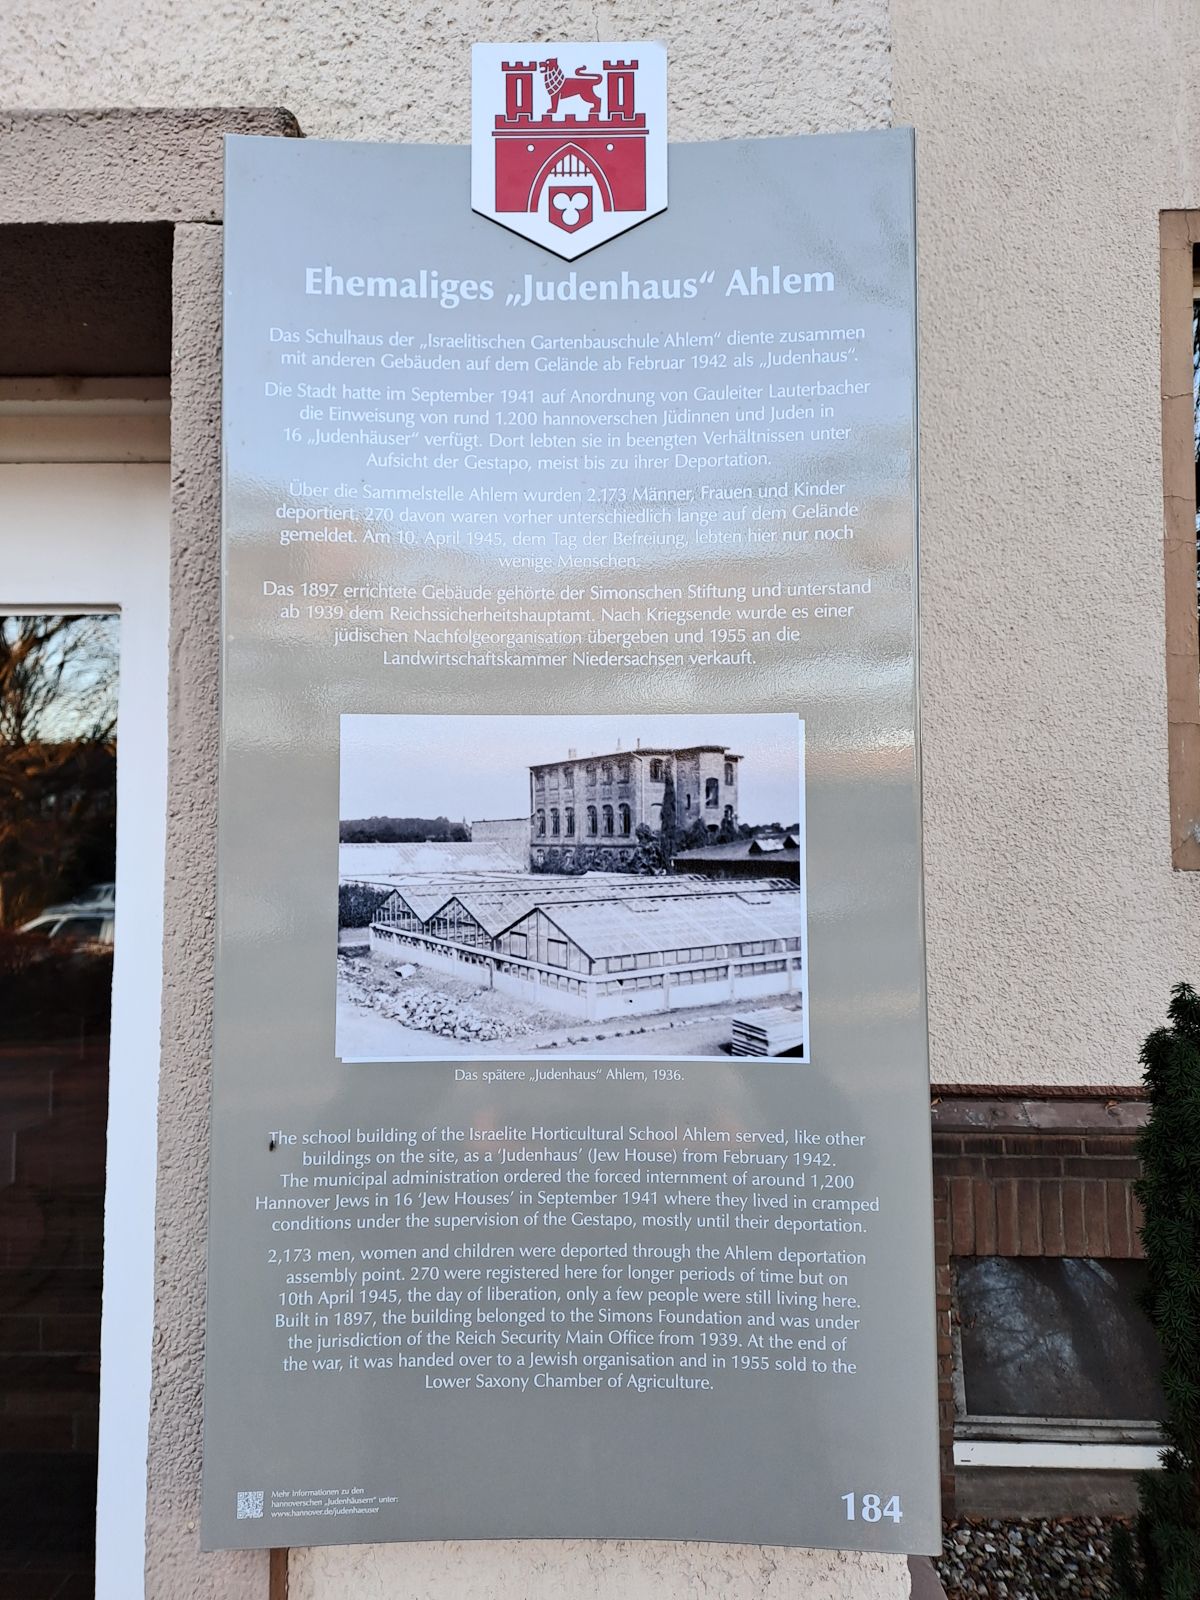 Ehemaliges „Judenhaus“ Ahlem
Das Schulhaus der „Israelitischen Gartenbauschule Ahlem“ diente zusammen
mit anderen Gebäuden auf dem Gelände ab Februar 1942 als „Judenhaus“.
Die Stadt hatte im September 1941 auf Anordnung von Gauleiter Lauterbacher
die Einweisung von rund 1.200 hannoverschen Jüdinnen und Juden in
16 „Judenhäuser“ verfügt. Dort lebten sie in beengten Verhältnissen unter
Aufsicht der Gestapo, meist bis zu ihrer Deportation.
Über die Sammelstelle Ahlem wurden 2.173 Männer, Frauen und Kinder
deportiert. 270 davon waren vorher unterschiedlich lange auf dem Gelände
gemeldet. Am 10. April 1945, dem Tag der Befreiung, lebten hier nur noch
wenige Menschen.
Das 1897 errichtete Gebäude gehörte der Simonschen Stiftung und unterstand
ab 1939 dem Reichssicherheitshauptamt. Nach Kriegsende wurde es einer
jüdischen Nachfolgeorganisation übergeben und 1955 an die
Landwirtschaftskammer Niedersachsen verkauft.
Das spätere „Judenhaus“ Ahlem, 1936.
The school building of the Israelite Horticultural School Ahlem served, like other
buildings on the site, as a ‘Judenhaus’ (Jew House) from February 1942.
The municipal administration ordered the forced internment of around 1,200
Hannover Jews in 16 ‘Jew Houses’ in September 1941 where they lived in cramped
conditions under the supervision of the Gestapo, mostly until their deportation.
2,173 men, women and children were deported through the Ahlem deportation
assembly point. 270 were registered here for longer periods of time but on
10th April 1945, the day of liberation, only a few people were still living here.
Built in 1897, the building belonged to the Simons Foundation and was under
the jurisdiction of the Reich Security Main Office from 1939. At the end of
the war, it was handed over to a Jewish organisation and in 1955 sold to the
Lower Saxony Chamber of Agriculture.
Mehr Informationen zu den
hannoverschen „Judenhäusern“ unter:
www.hannover.de/judenhaeuser
184